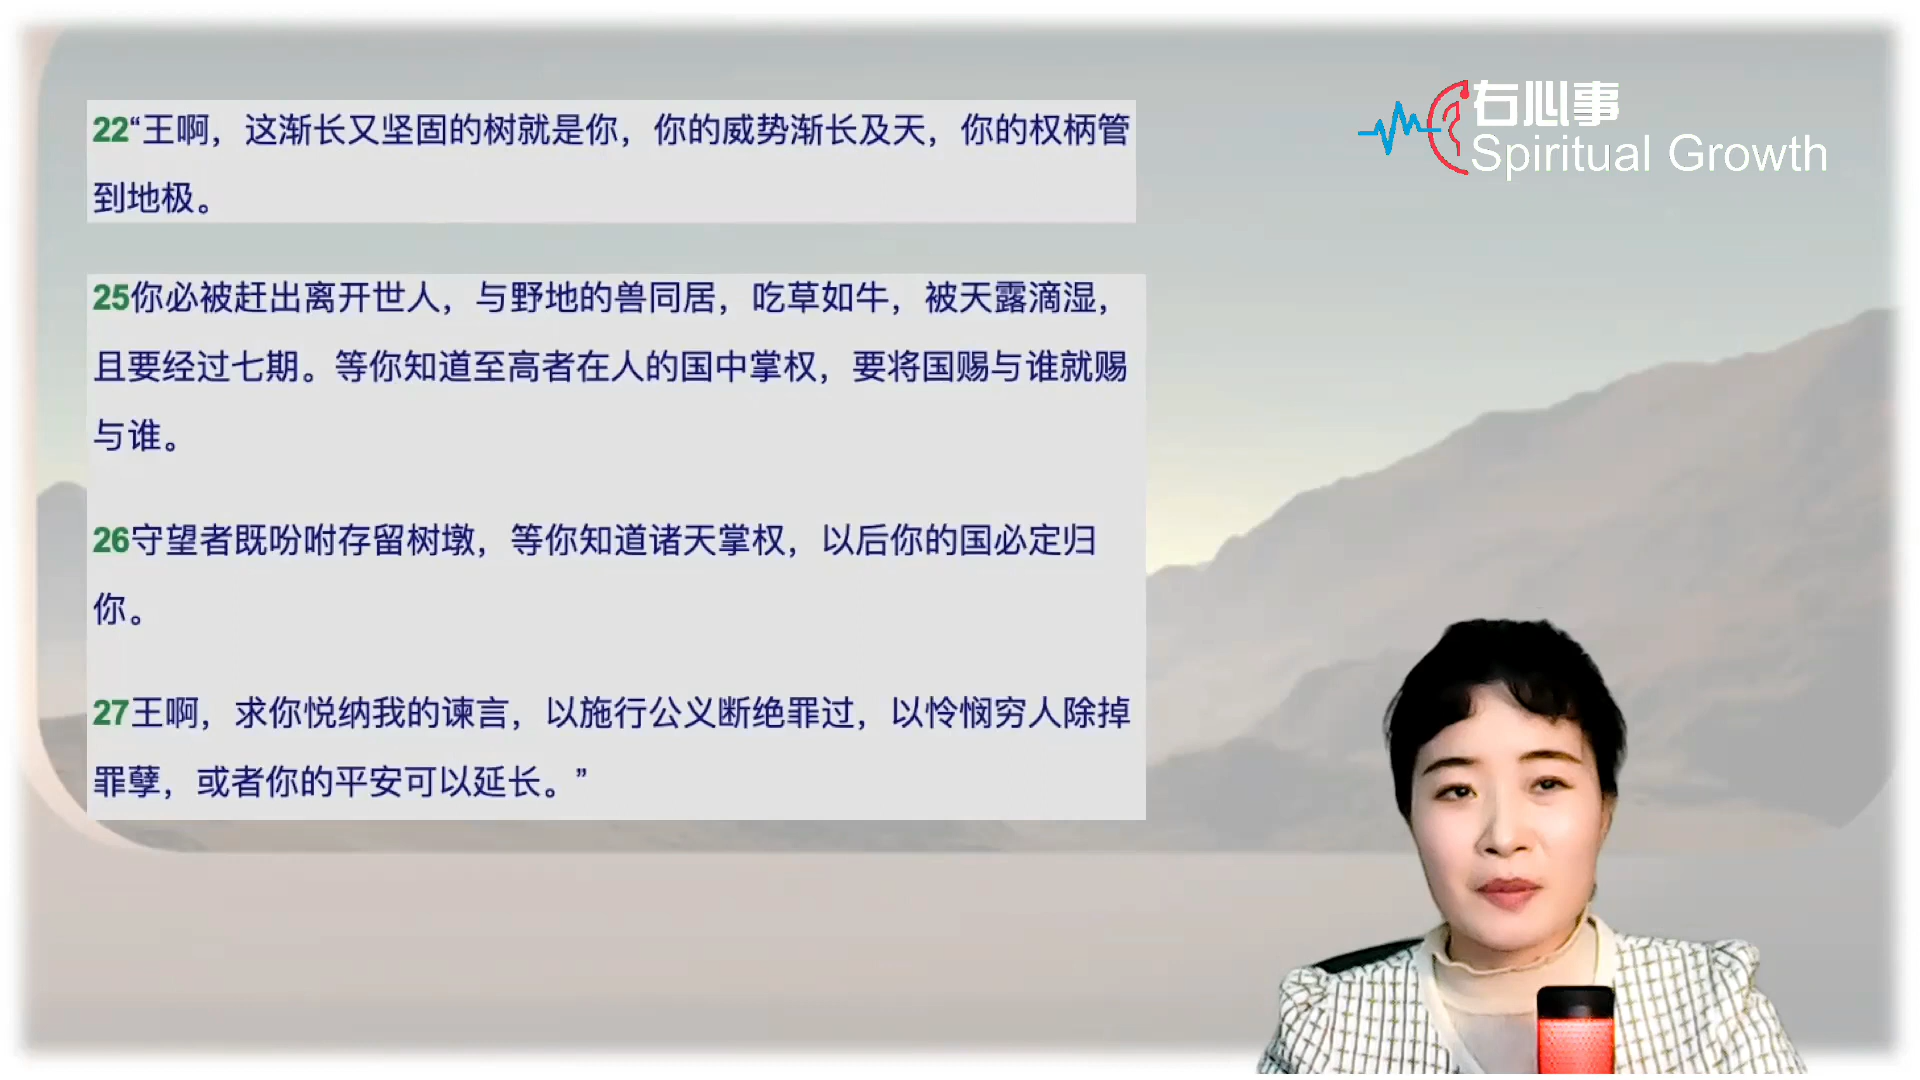 22“王啊，这渐长又坚固的树就是你，你的威势渐长及天，你的权柄管
到地极。
25你必被赶出离开世人，与野地的兽同居，吃草如牛，被天露滴湿，
且要经过七期。等你知道至高者在人的国中掌权，要将国赐与谁就赐
与谁。
26守望者既吩咐存留树墩，等你知道诸天掌权，以后你的国必定归
你。
27王啊，求你悦纳我的谏言，以施行公义断绝罪过，以怜悯穷人除掉
罪孽，或者你的平安可以延长。”
右心事
Spiritual Growth